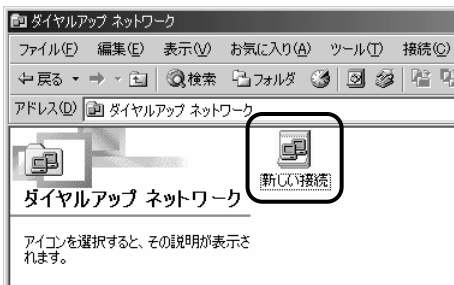 ダイヤルアップ ネットワーク
ファイル(F) 編集(E) 表示(V) お気に入り(A) ツール(T) 接続(C)
戻る 検索 フォルダ
アドレス(D) ダイヤルアップ ネットワーク
新しい接続
ダイヤルアップ ネットワーク
アイコンを選択すると、その説明が表示さ
れます。